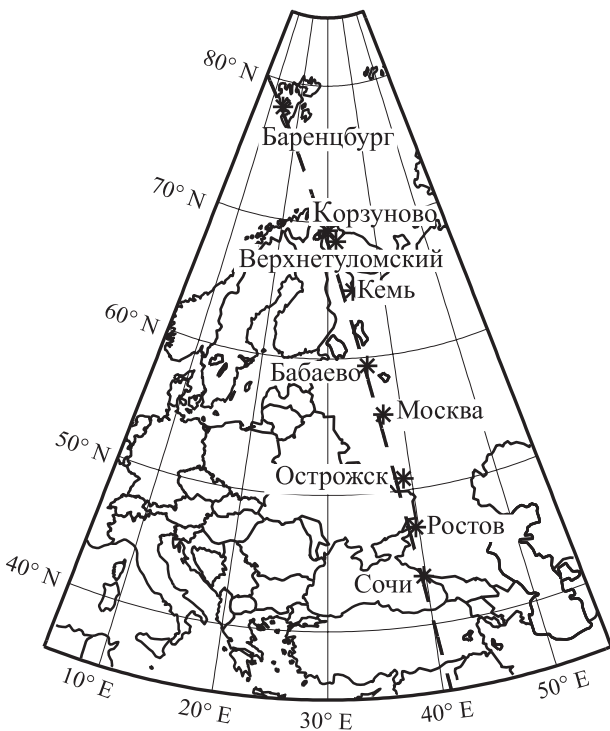 80° N
Баренцбург
70° N
Корзуново
Верхнетуломский
Кемь
60° N
Бабаево
Москва
50° N
Острожск
Ростов
40° N
Сочи
10° E
20° E
30° E
40° E
50° E